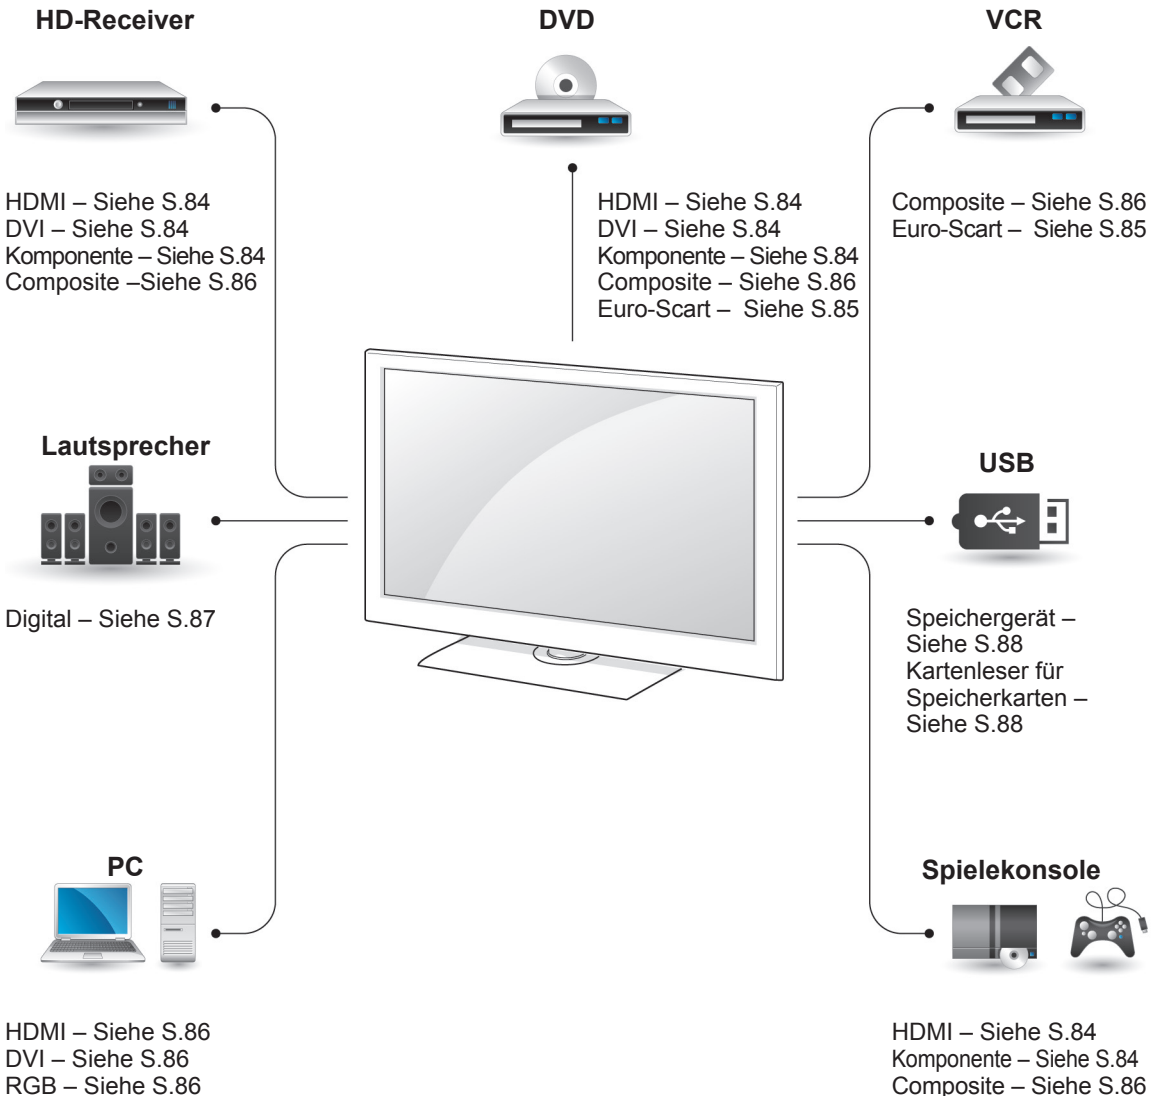 HD-Receiver
HDMI – Siehe S.84
DVI – Siehe S.84
Komponente – Siehe S.84
Composite –Siehe S.86
DVD
HDMI – Siehe S.84
DVI – Siehe S.84
Komponente – Siehe S.84
Composite – Siehe S.86
Euro-Scart –  Siehe S.85
VCR
Composite – Siehe S.86
Euro-Scart –  Siehe S.85
Lautsprecher
Digital – Siehe S.87
USB
Speichergerät –
Siehe S.88
Kartenleser für
Speicherkarten –
Siehe S.88
PC
HDMI – Siehe S.86
DVI – Siehe S.86
RGB – Siehe S.86
Spielekonsole
HDMI – Siehe S.84
Komponente – Siehe S.84
Composite – Siehe S.86